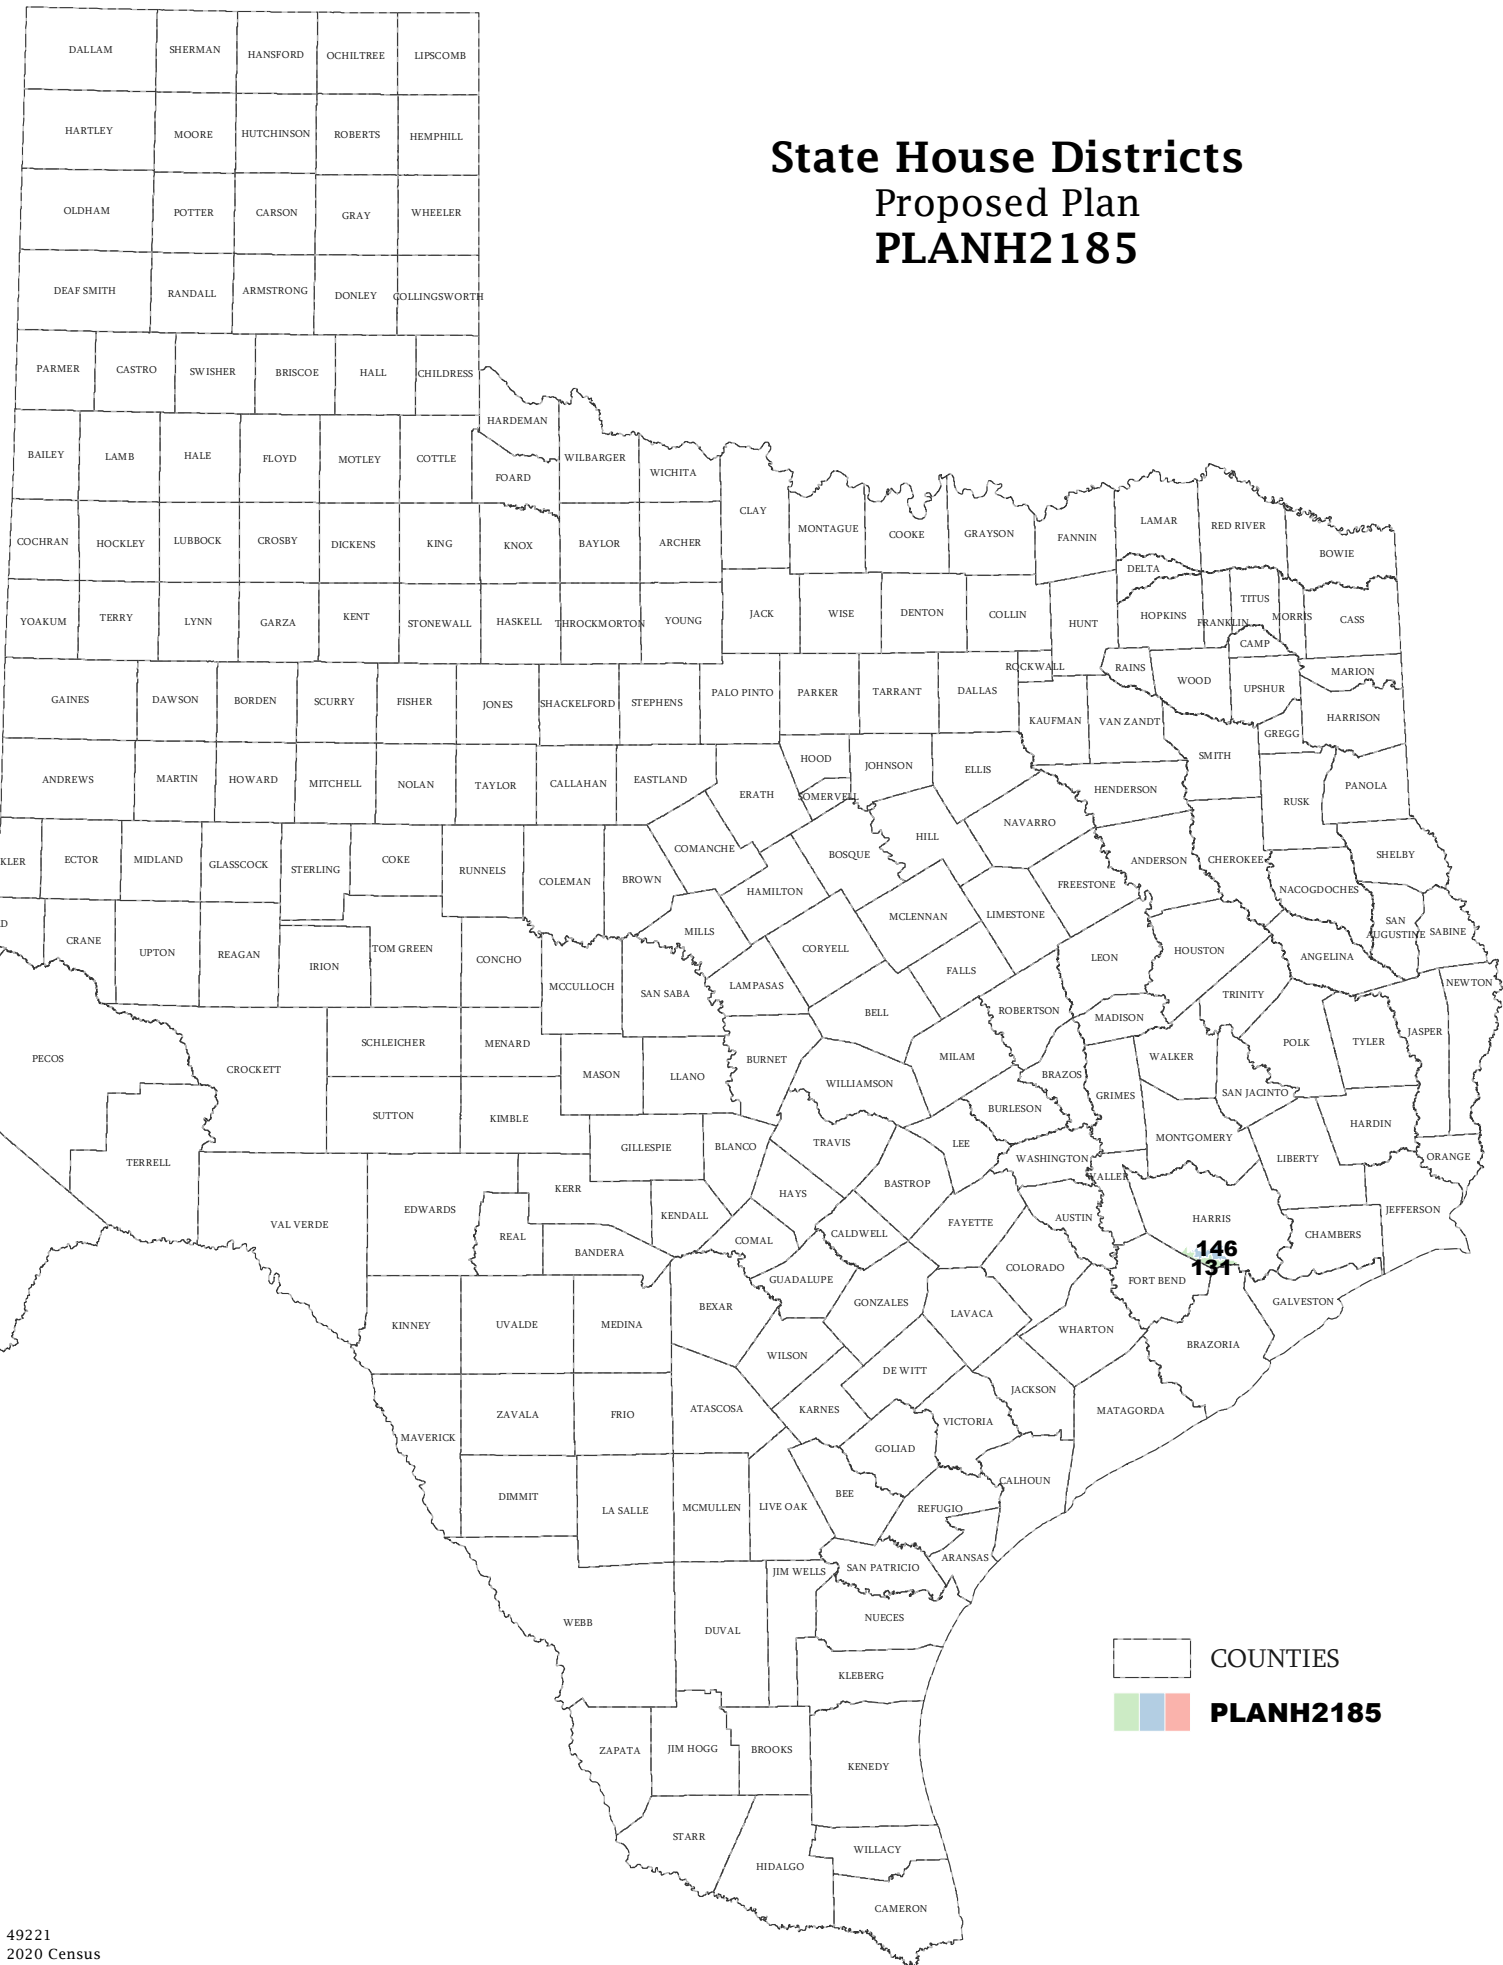 State House Districts
Proposed Plan
PLANH2185
DALLAM
SHERMAN
HANSFORD
OCHILTREE
LIPSCOMB
HARTLEY
MOORE
HUTCHINSON
ROBERTS
HEMPHILL
OLDHAM
POTTER
CARSON
GRAY
WHEELER
DEAF SMITH
RANDALL
ARMSTRONG
DONLEY
COLLINGSWORTH
PARMER
CASTRO
SWISHER
BRISCOE
HALL
CHILDRESS
HARDEMAN
BAILEY
LAMB
HALE
FLOYD
MOTLEY
COTTLE
FOARD
WILBARGER
WICHITA
CLAY
MONTAGUE
COOKE
GRAYSON
FANNIN
LAMAR
RED RIVER
BOWIE
COCHRAN
HOCKLEY
LUBBOCK
CROSBY
DICKENS
KING
KNOX
BAYLOR
ARCHER
DELTA
YOAKUM
TERRY
LYNN
GARZA
KENT
STONEWALL
HASKELL
THROCKMORTON
YOUNG
JACK
WISE
DENTON
COLLIN
HUNT
HOPKINS
FRANKLIN
TITUS
MORRIS
CASS
CAMP
GAINES
DAWSON
BORDEN
SCURRY
FISHER
JONES
SHACKELFORD
STEPHENS
PALO PINTO
PARKER
TARRANT
DALLAS
ROCKWALL
RAINS
WOOD
UPSHUR
MARION
KAUFMAN
VAN ZANDT
GREGG
HARRISON
ANDREWS
MARTIN
HOWARD
MITCHELL
NOLAN
TAYLOR
CALLAHAN
EASTLAND
ERATH
HOOD
SOMERVELL
JOHNSON
ELLIS
HENDERSON
SMITH
RUSK
PANOLA
KLER
ECTOR
MIDLAND
GLASSCOCK
STERLING
COKE
RUNNELS
COLEMAN
BROWN
COMANCHE
HAMILTON
BOSQUE
HILL
NAVARRO
ANDERSON
CHEROKEE
NACOGDOCHES
SHELBY
D
CRANE
UPTON
REAGAN
IRION
TOM GREEN
CONCHO
MCCULLOCH
SAN SABA
MILLS
LAMPASAS
CORYELL
MCLENNAN
LIMESTONE
FREESTONE
LEON
HOUSTON
ANGELINA
SAN
AUGUSTINE
SABINE
NEWTON
PECOS
CROCKETT
SCHLEICHER
MENARD
MASON
LLANO
BURNET
BELL
FALLS
ROBERTSON
MADISON
TRINITY
POLK
TYLER
JASPER
SUTTON
KIMBLE
WILLIAMSON
MILAM
BRAZOS
GRIMES
WALKER
SAN JACINTO
HARDIN
TERRELL
GILLESPIE
BLANCO
TRAVIS
LEE
BURLESON
WASHINGTON
MONTGOMERY
LIBERTY
ORANGE
VAL VERDE
EDWARDS
KERR
REAL
BANDERA
KENDALL
COMAL
HAYS
CALDWELL
BASTROP
FAYETTE
AUSTIN
WALLER
HARRIS
CHAMBERS
JEFFERSON
146
131
KINNEY
UVALDE
MEDINA
BEXAR
GUADALUPE
GONZALES
LAVACA
COLORADO
FORT BEND
GALVESTON
WILSON
DE WITT
WHARTON
BRAZORIA
MAVERICK
ZAVALA
FRIO
ATASCOSA
KARNES
GOLIAD
VICTORIA
JACKSON
MATAGORDA
DIMMIT
LA SALLE
MCMULLEN
LIVE OAK
BEE
REFUGIO
CALHOUN
ARANSAS
WEBB
DUVAL
JIM WELLS
SAN PATRICIO
NUECES
KLEBERG
ZAPATA
JIM HOGG
BROOKS
KENEDY
STARR
HIDALGO
WILLACY
CAMERON
COUNTIES
PLANH2185
49221
2020 Census